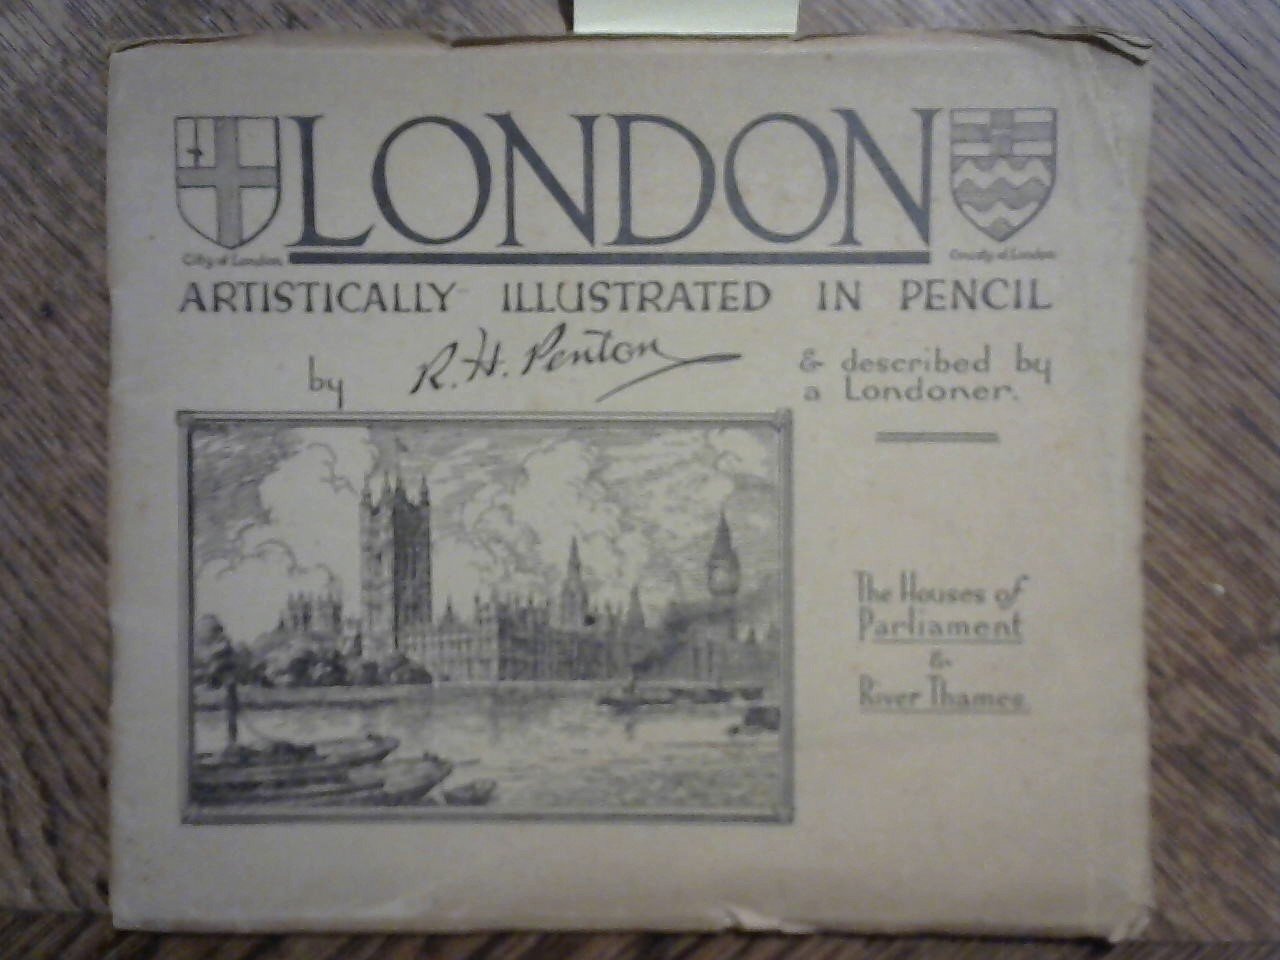 LONDON
City of London
County of London
ARTISTICALLY ILLUSTRATED IN PENCIL
by R. H. Penton & described by
a Londoner.
The Houses of
Parliament
&
River Thames.